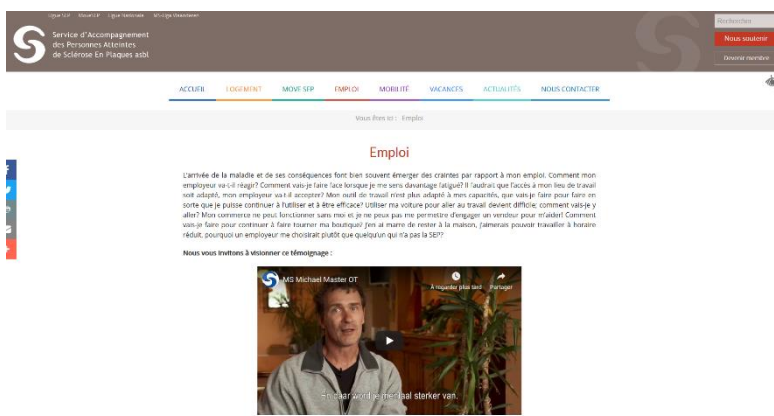 Ligue Nationale
Service d'Accompagnement
des Personnes Atteintes
de Sclérose En Plaques asbl
Rechercher
Nous soutenir
Devenir membre
ACCUEIL LOGEMENT MOVE SEP EMPLOI MOBILITÉ VACANCES ACTUALITÉS NOUS CONTACTER
Vous êtes ici : Emploi
Emploi
L'arrivée de la maladie et de ses conséquences font bien souvent émerger des craintes par rapport à mon emploi. Comment mon
employeur va-t-il réagir? Comment vais-je faire face lorsque je me sens davantage fatigué? Il faudrait que l'accès à mon lieu de travail
soit adapté, mon employeur va-t-il accepter? Mon outil de travail n'est plus adapté à mes capacités, que vais-je faire pour faire en
sorte que je puisse continuer à l'utiliser et à être efficace? Utiliser ma voiture pour aller au travail devient difficile; comment vais-je y
aller? Mon commerce ne peut fonctionner sans moi et je ne peux pas me permettre d'engager un vendeur pour m'aider! Comment
vais-je faire pour continuer à faire tourner ma boutique? J'en ai marre de rester à la maison, j'aimerais pouvoir travailler à horaire
réduit, pourquoi un employeur me choisirait plutôt que quelqu'un qui n'a pas la SEP?
Nous vous invitons à visionner ce témoignage :
MS Michael Master OT
À regarder plus tard Partager
En daar word je mentaal sterker van.